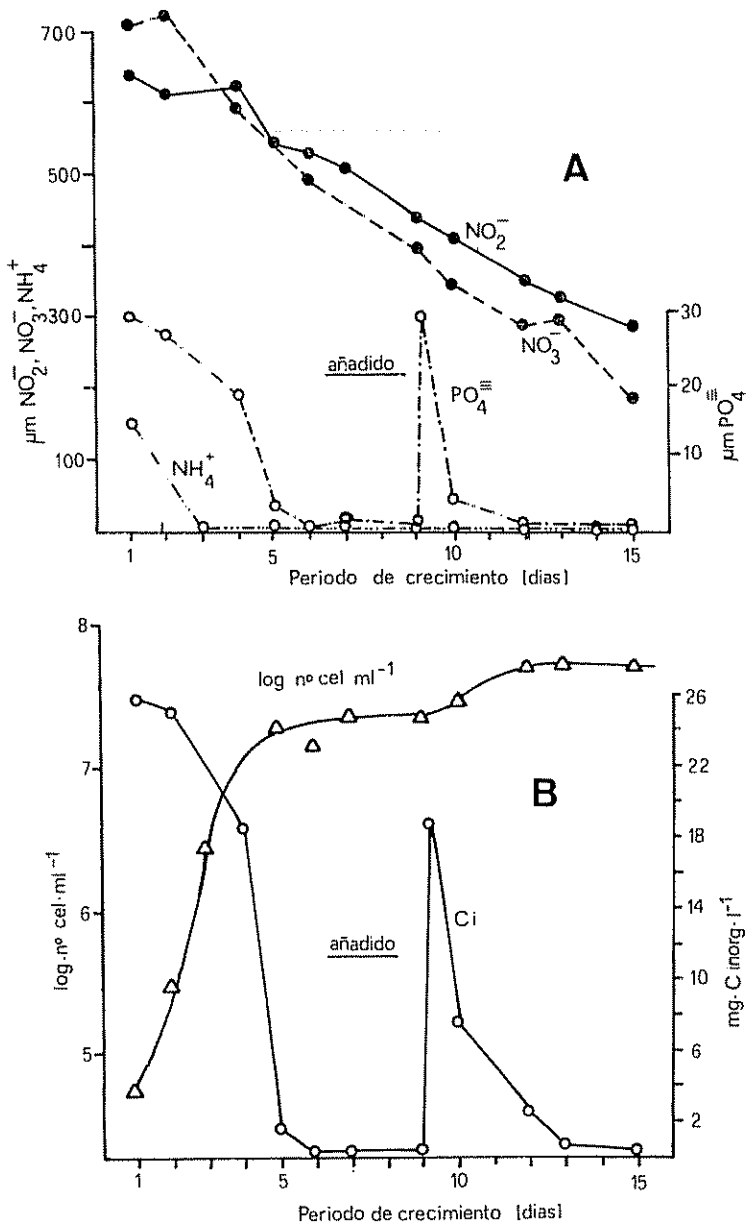 700
500
300
100
µm NO₂⁻, NO₃⁻, NH₄⁺
A
NO₂⁻
NO₃⁻
añadido
PO₄≡
NH₄⁺
30
20
10
µm PO₄≡
1 5 10 15
Periodo de crecimiento [dias]
8
7
6
5
log. nº cel. ml⁻¹
log nº cel ml⁻¹
B
añadido
Ci
26
22
18
14
10
6
2
mg. C inorg. l⁻¹
1 5 10 15
Periodo de crecimiento [dias]